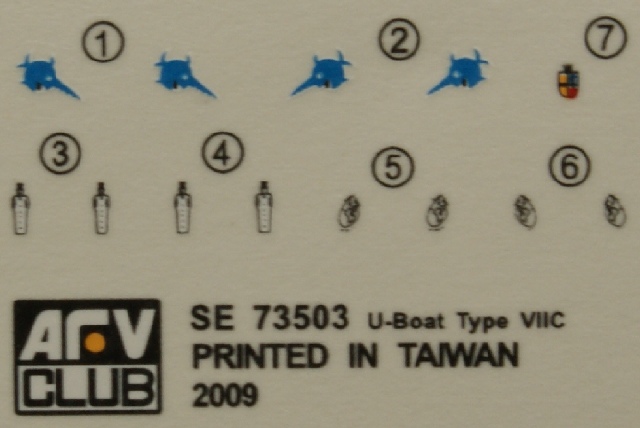 1 2 7
3 4 5 6
AFV
CLUB
SE 73503 U-Boat Type VIIC
PRINTED IN TAIWAN
2009